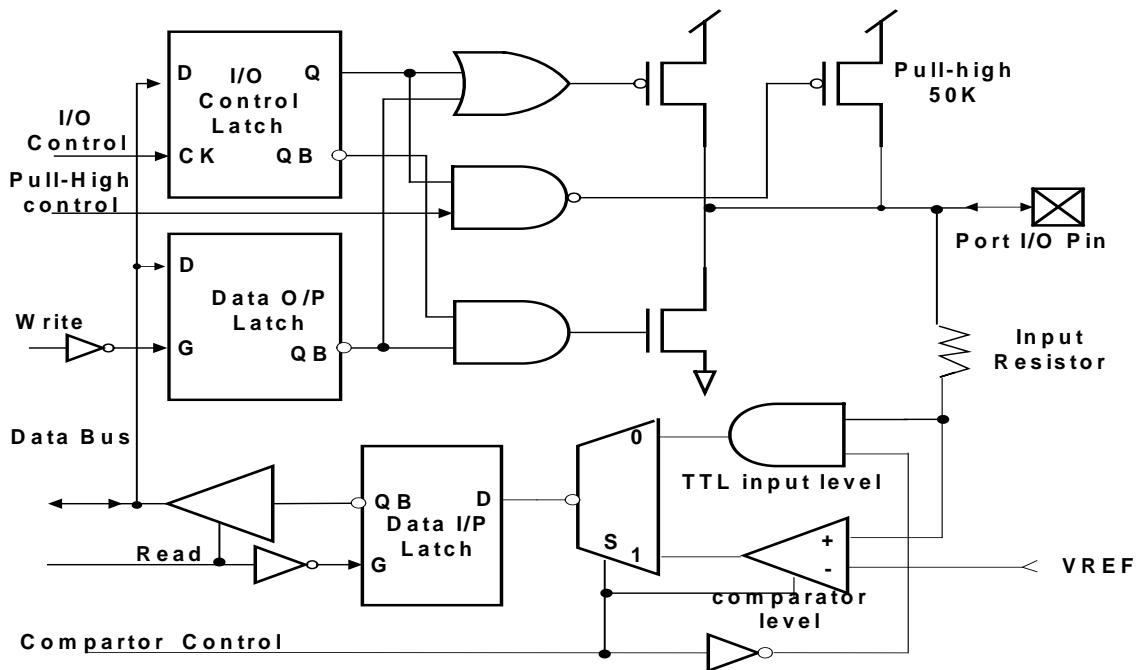 D
I/O
Control
Latch
Q
CK
QB
I/O
Control
Pull-High
control
Pull-high
50K
Port I/O Pin
D
Data O/P
Latch
G
QB
Write
Input
Resistor
Data Bus
0
TTL input level
QB
D
Data I/P
Latch
G
S
1
+
-
comparator
level
VREF
Read
Compartor Control